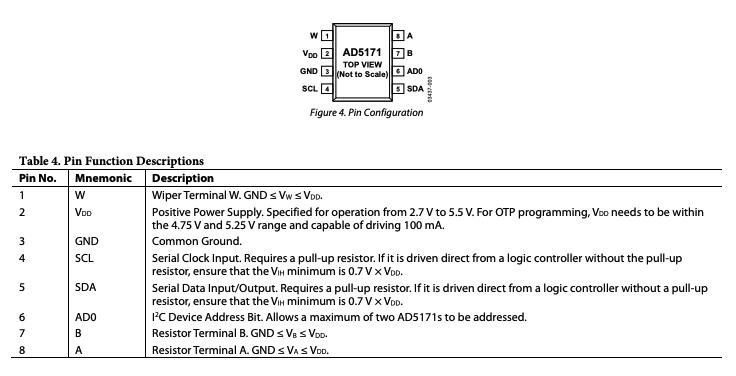 W 1 8 A
VDD 2 AD5171 7 B
TOP VIEW
GND 3 (Not to Scale) 6 AD0
SCL 4 5 SDA
03437-003
Figure 4. Pin Configuration
Table 4. Pin Function Descriptions
Pin No. Mnemonic Description
1 W Wiper Terminal W. GND ≤ VW ≤ VDD.
2 VDD Positive Power Supply. Specified for operation from 2.7 V to 5.5 V. For OTP programming, VDD needs to be within
the 4.75 V and 5.25 V range and capable of driving 100 mA.
3 GND Common Ground.
4 SCL Serial Clock Input. Requires a pull-up resistor. If it is driven direct from a logic controller without the pull-up
resistor, ensure that the VIH minimum is 0.7 V × VDD.
5 SDA Serial Data Input/Output. Requires a pull-up resistor. If it is driven direct from a logic controller without a pull-up
resistor, ensure that the VIH minimum is 0.7 V × VDD.
6 AD0 I²C Device Address Bit. Allows a maximum of two AD5171s to be addressed.
7 B Resistor Terminal B. GND ≤ VB ≤ VDD.
8 A Resistor Terminal A. GND ≤ VA ≤ VDD.